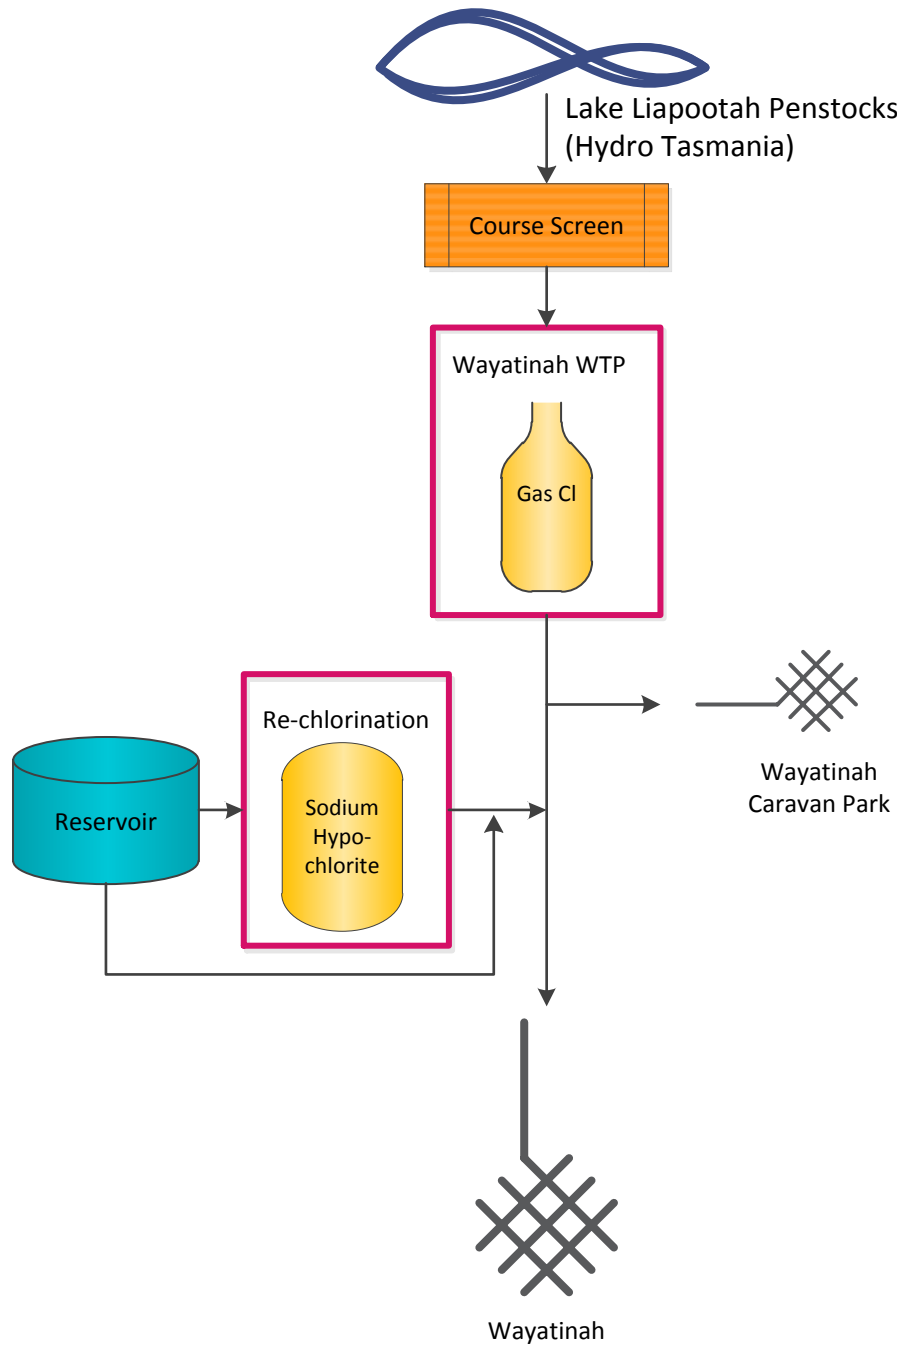 Lake Liapootah Penstocks
(Hydro Tasmania)
Course Screen
Wayatinah WTP
Gas Cl
Re-chlorination
Sodium
Hypo-
chlorite
Reservoir
Wayatinah
Caravan Park
Wayatinah